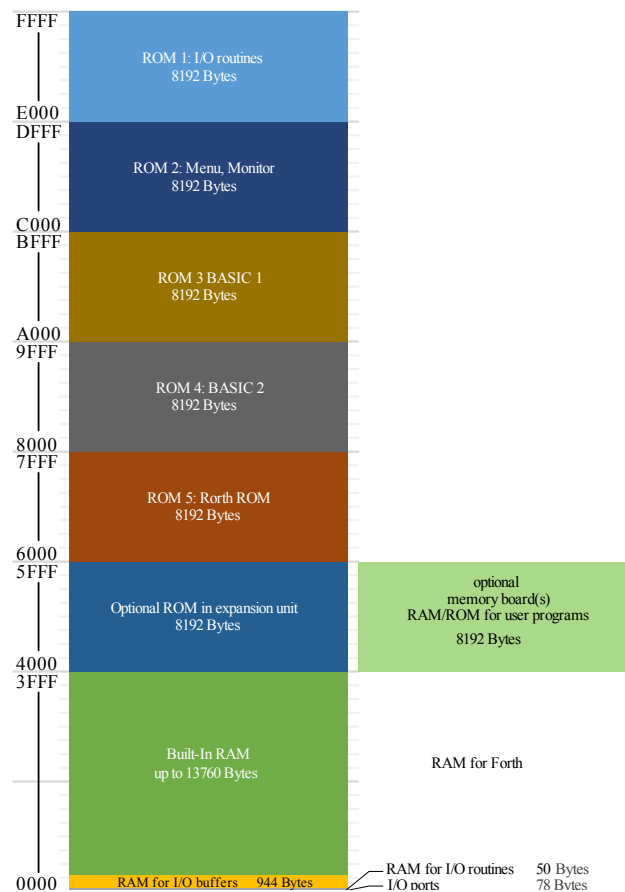 FFFF
ROM 1: I/O routines
8192 Bytes
E000
DFFF
ROM 2: Menu, Monitor
8192 Bytes
C000
BFFF
ROM 3 BASIC 1
8192 Bytes
A000
9FFF
ROM 4: BASIC 2
8192 Bytes
8000
7FFF
ROM 5: Rorth ROM
8192 Bytes
6000
5FFF
Optional ROM in expansion unit
8192 Bytes
optional
memory board(s)
RAM/ROM for user programs
8192 Bytes
4000
3FFF
Built-In RAM
up to 13760 Bytes
RAM for Forth
0000
RAM for I/O buffers 944 Bytes
RAM for I/O routines 50 Bytes
I/O ports 78 Bytes